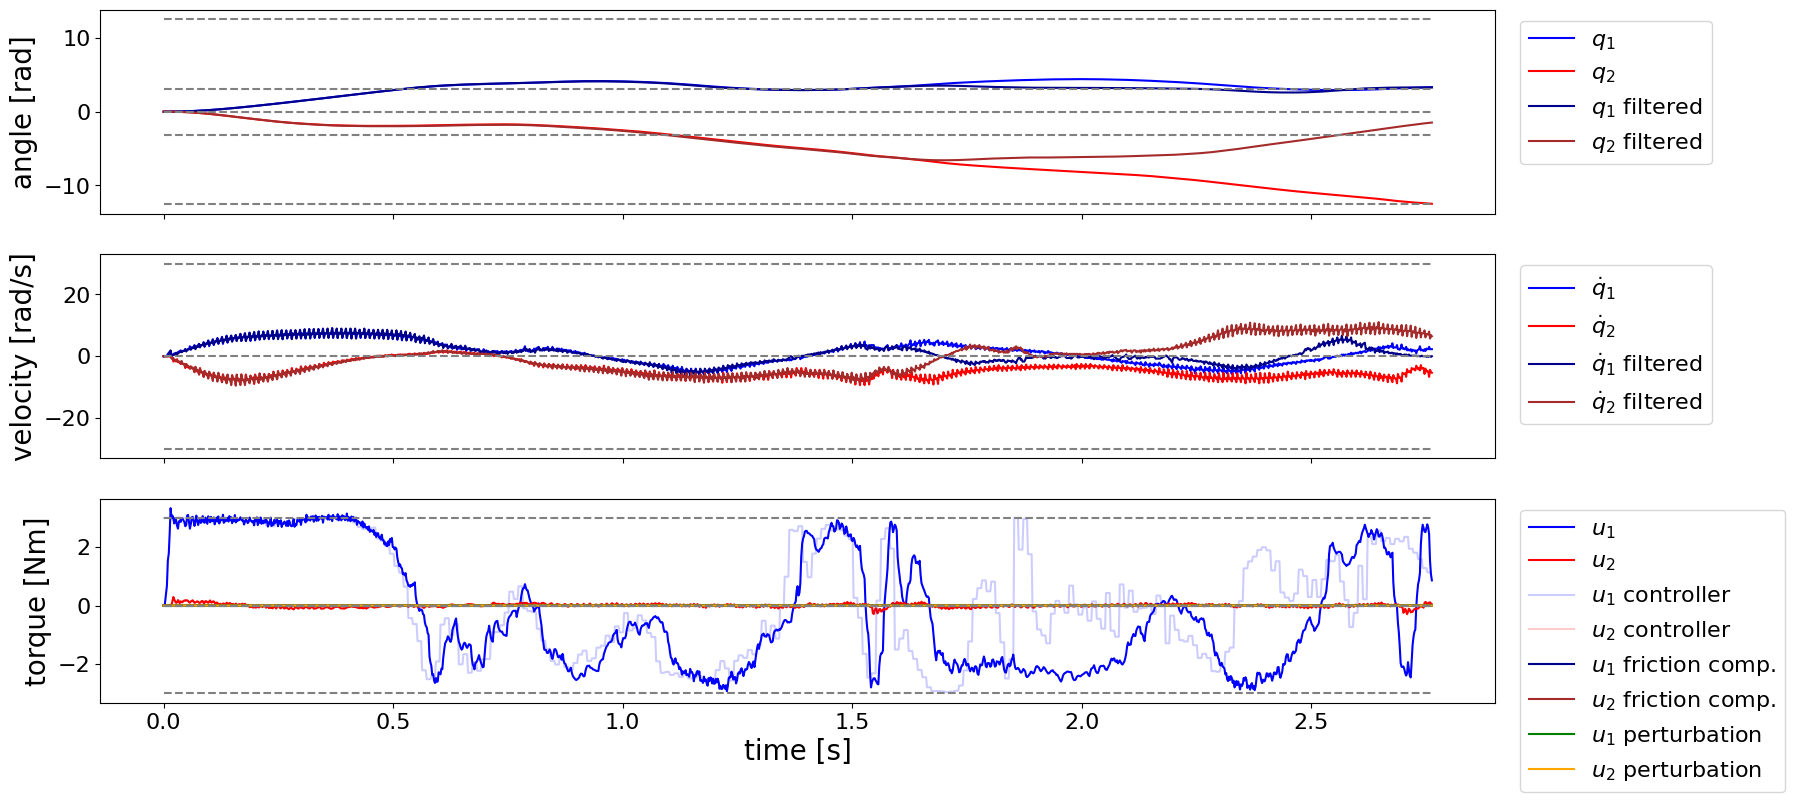 angle [rad]
10
0
−10
q₁
q₂
q₁ filtered
q₂ filtered
velocity [rad/s]
20
0
−20
q̇₁
q̇₂
q̇₁ filtered
q̇₂ filtered
torque [Nm]
2
0
−2
0.0 0.5 1.0 1.5 2.0 2.5
time [s]
u₁
u₂
u₁ controller
u₂ controller
u₁ friction comp.
u₂ friction comp.
u₁ perturbation
u₂ perturbation